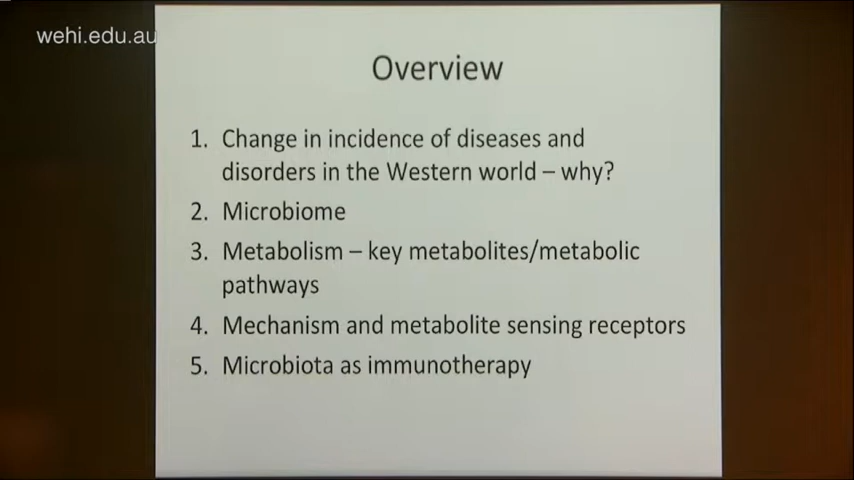 wehi.edu.au
Overview
1. Change in incidence of diseases and
disorders in the Western world – why?
2. Microbiome
3. Metabolism – key metabolites/metabolic
pathways
4. Mechanism and metabolite sensing receptors
5. Microbiota as immunotherapy